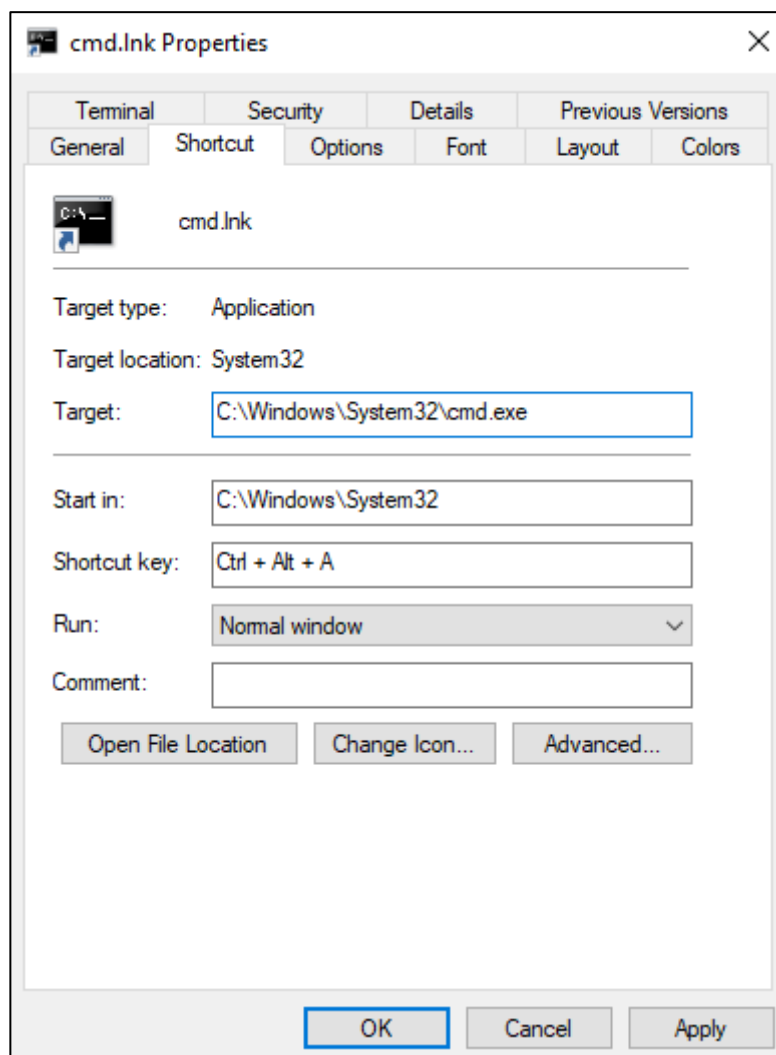 cmd.lnk Properties
Terminal Security Details Previous Versions
General Shortcut Options Font Layout Colors
C:\_
cmd.lnk
Target type: Application
Target location: System32
Target: C:\Windows\System32\cmd.exe
Start in: C:\Windows\System32
Shortcut key: Ctrl + Alt + A
Run: Normal window
Comment:
Open File Location Change Icon... Advanced...
OK Cancel Apply